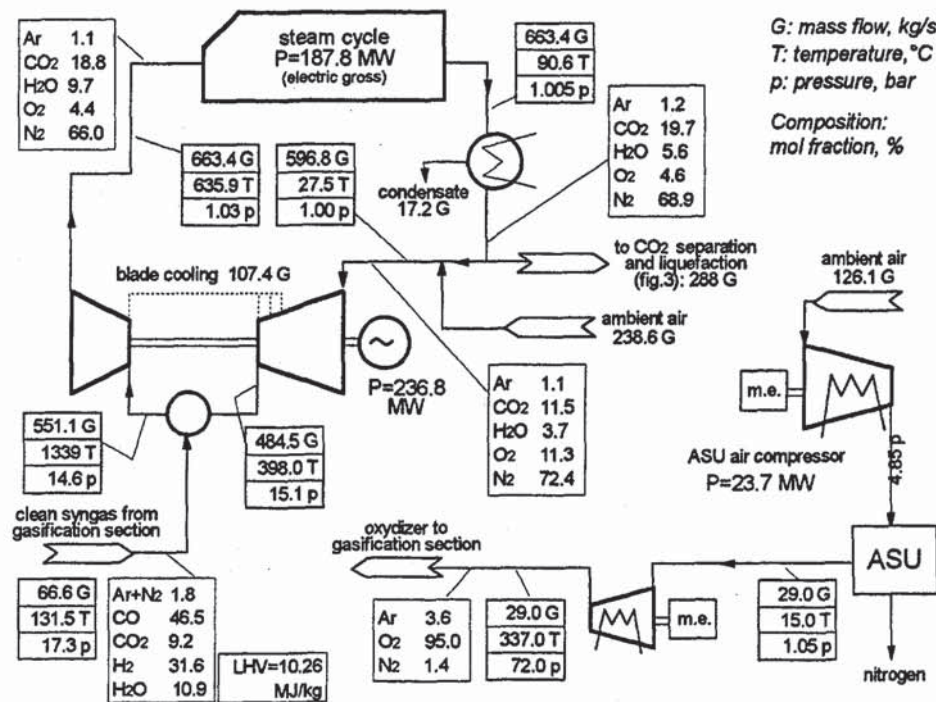 G: mass flow, kg/s
T: temperature,°C
p: pressure, bar
Composition:
mol fraction, %
steam cycle
P=187.8 MW
(electric gross)
Ar 1.1
CO2 18.8
H2O 9.7
O2 4.4
N2 66.0
663.4 G
90.6 T
1.005 p
Ar 1.2
CO2 19.7
H2O 5.6
O2 4.6
N2 68.9
663.4 G
635.9 T
1.03 p
596.8 G
27.5 T
1.00 p
condensate
17.2 G
to CO2 separation
and liquefaction
(fig.3): 288 G
ambient air
126.1 G
blade cooling 107.4 G
ambient air
238.6 G
~
P=236.8
MW
m.e.
Ar 1.1
CO2 11.5
H2O 3.7
O2 11.3
N2 72.4
551.1 G
1339 T
14.6 p
484.5 G
398.0 T
15.1 p
ASU air compressor
P=23.7 MW
4.85 p
clean syngas from
gasification section
oxydizer to
gasification section
ASU
66.6 G
131.5 T
17.3 p
Ar+N2 1.8
CO 46.5
CO2 9.2
H2 31.6
H2O 10.9
LHV=10.26
MJ/kg
Ar 3.6
O2 95.0
N2 1.4
29.0 G
337.0 T
72.0 p
m.e.
29.0 G
15.0 T
1.05 p
nitrogen